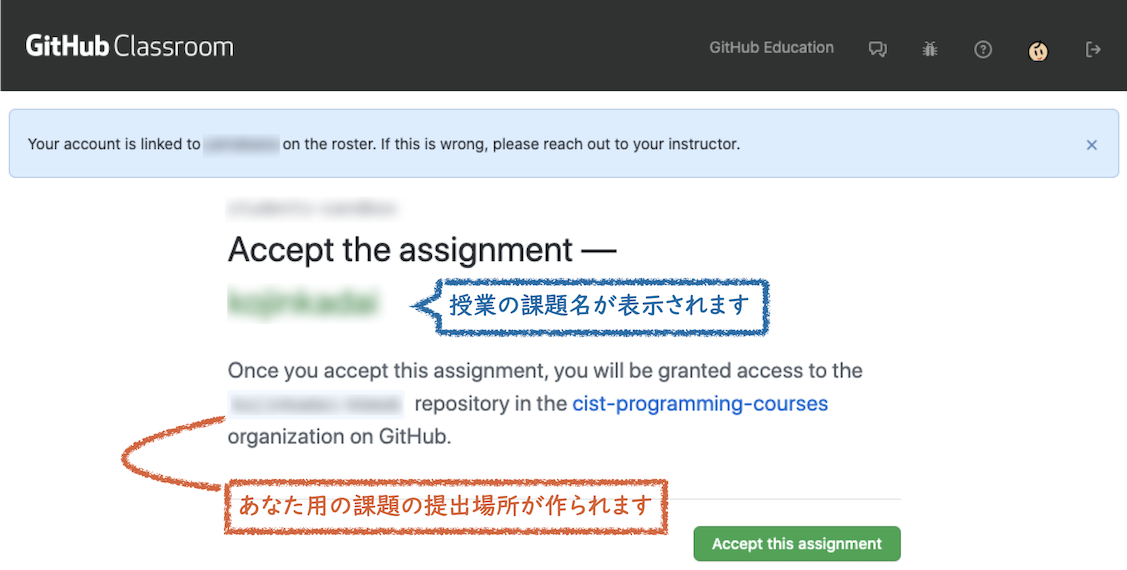 GitHub Classroom
GitHub Education
Your account is linked to on the roster. If this is wrong, please reach out to your instructor.
Accept the assignment —
授業の課題名が表示されます
Once you accept this assignment, you will be granted access to the
repository in the cist-programming-courses
organization on GitHub.
あなた用の課題の提出場所が作られます
Accept this assignment